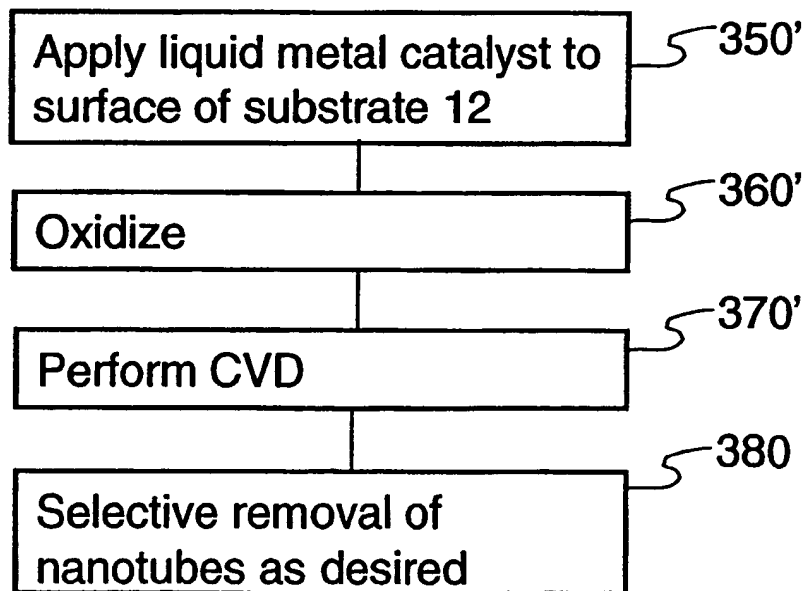 Apply liquid metal catalyst to
surface of substrate 12
350'
Oxidize
360'
Perform CVD
370'
Selective removal of
nanotubes as desired
380